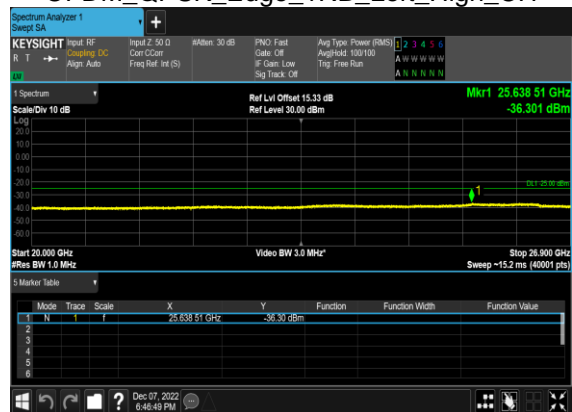 Spectrum Analyzer 1
Swept SA
+
KEYSIGHT
R T
LW
Input: RF
Coupling: DC
Align: Auto
Input Z: 50 Ω
Corr CCorr
Freq Ref: Int (S)
#Atten: 30 dB
PNO: Fast
Gate: Off
IF Gain: Low
Sig Track: Off
Avg Type: Power (RMS)
Avg|Hold: 100/100
Trig: Free Run
1 2 3 4 5 6
A W W W W W
A N N N N N
1 Spectrum
Scale/Div 10 dB
Ref Lvl Offset 15.33 dB
Ref Level 30.00 dBm
Mkr1 25.638 51 GHz
-36.301 dBm
Log
20.0
10.0
0.00
-10.0
-20.0
-30.0
-40.0
-50.0
-60.0
1
DL1 -25.00 dBm
Start 20.000 GHz
#Res BW 1.0 MHz
Video BW 3.0 MHz*
Stop 26.900 GHz
Sweep ~15.2 ms (40001 pts)
5 Marker Table
Mode Trace Scale X Y Function Function Width Function Value
1 N 1 f 25.638 51 GHz -36.30 dBm
2
3
4
5
6
?
Dec 07, 2022
6:46:49 PM